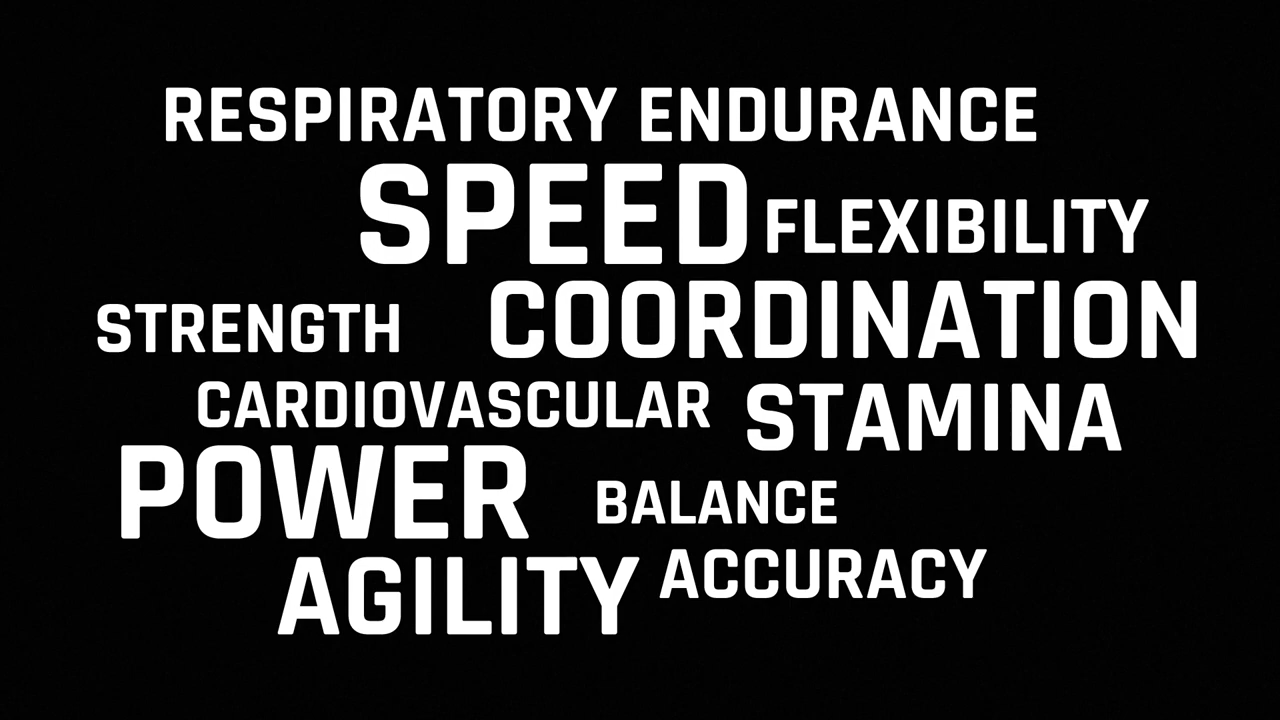 RESPIRATORY ENDURANCE
SPEED
FLEXIBILITY
STRENGTH
COORDINATION
CARDIOVASCULAR
STAMINA
POWER
BALANCE
AGILITY
ACCURACY